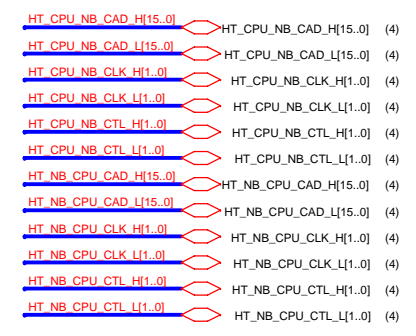 HT_CPU_NB_CAD_H[15..0] HT_CPU_NB_CAD_H[15..0] (4)
HT_CPU_NB_CAD_L[15..0] HT_CPU_NB_CAD_L[15..0] (4)
HT_CPU_NB_CLK_H[1..0] HT_CPU_NB_CLK_H[1..0] (4)
HT_CPU_NB_CLK_L[1..0] HT_CPU_NB_CLK_L[1..0] (4)
HT_CPU_NB_CTL_H[1..0] HT_CPU_NB_CTL_H[1..0] (4)
HT_CPU_NB_CTL_L[1..0] HT_CPU_NB_CTL_L[1..0] (4)
HT_NB_CPU_CAD_H[15..0] HT_NB_CPU_CAD_H[15..0] (4)
HT_NB_CPU_CAD_L[15..0] HT_NB_CPU_CAD_L[15..0] (4)
HT_NB_CPU_CLK_H[1..0] HT_NB_CPU_CLK_H[1..0] (4)
HT_NB_CPU_CLK_L[1..0] HT_NB_CPU_CLK_L[1..0] (4)
HT_NB_CPU_CTL_H[1..0] HT_NB_CPU_CTL_H[1..0] (4)
HT_NB_CPU_CTL_L[1..0] HT_NB_CPU_CTL_L[1..0] (4)